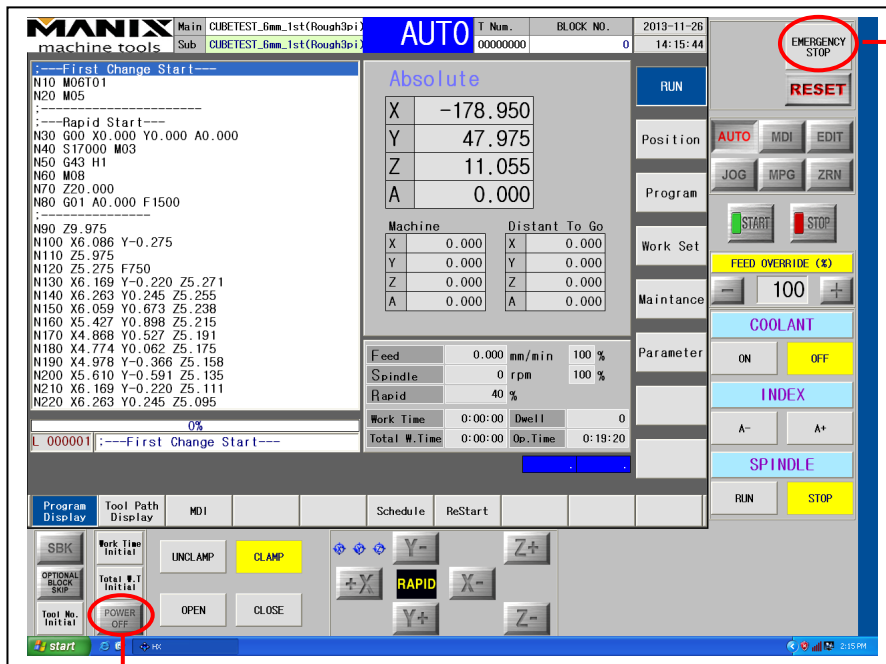 MANIX
machine tools
Main CUBETEST_6mm_1st(Rough3pi)
Sub CUBETEST_6mm_1st(Rough3pi)
AUTO
T Num. BLOCK NO.
00000000 0
2013-11-26
14:15:44
;---First Change Start---
N10 M06T01
N20 M05
;----------------------
;---Rapid Start---
N30 G00 X0.000 Y0.000 A0.000
N40 S17000 M03
N50 G43 H1
N60 M08
N70 Z20.000
N80 G01 A0.000 F1500
;---------------
N90 Z9.975
N100 X6.086 Y-0.275
N110 Z5.975
N120 Z5.275 F750
N130 X6.169 Y-0.220 Z5.271
N140 X6.263 Y0.245 Z5.255
N150 X6.059 Y0.673 Z5.238
N160 X5.427 Y0.898 Z5.215
N170 X4.868 Y0.527 Z5.191
N180 X4.774 Y0.062 Z5.175
N190 X4.978 Y-0.366 Z5.158
N200 X5.610 Y-0.591 Z5.135
N210 X6.169 Y-0.220 Z5.111
N220 X6.263 Y0.245 Z5.095
0%
L 000001 ;---First Change Start---
Absolute
X -178.950
Y 47.975
Z 11.055
A 0.000
Machine Distant To Go
X 0.000 X 0.000
Y 0.000 Y 0.000
Z 0.000 Z 0.000
A 0.000 A 0.000
Feed 0.000 mm/min 100 %
Spindle 0 rpm 100 %
Rapid 40 %
Work Time 0:00:00 Dwell 0
Total W.Time 0:00:00 Op.Time 0:19:20
. .
RUN
Position
Program
Work Set
Maintance
Parameter
Program Display
Tool Path Display
MDI
Schedule
ReStart
EMERGENCY
STOP
RESET
AUTO MDI EDIT
JOG MPG ZRN
START STOP
FEED OVERRIDE (%)
- 100 +
COOLANT
ON OFF
INDEX
A- A+
SPINDLE
RUN STOP
SBK
OPTIONAL
BLOCK
SKIP
Tool No.
Initial
Work Time
Initial
Total W.T
Initial
POWER
OFF
UNCLAMP CLAMP
OPEN CLOSE
Y- Z+
+X RAPID X-
Y+ Z-
start
HX
2:15 PM